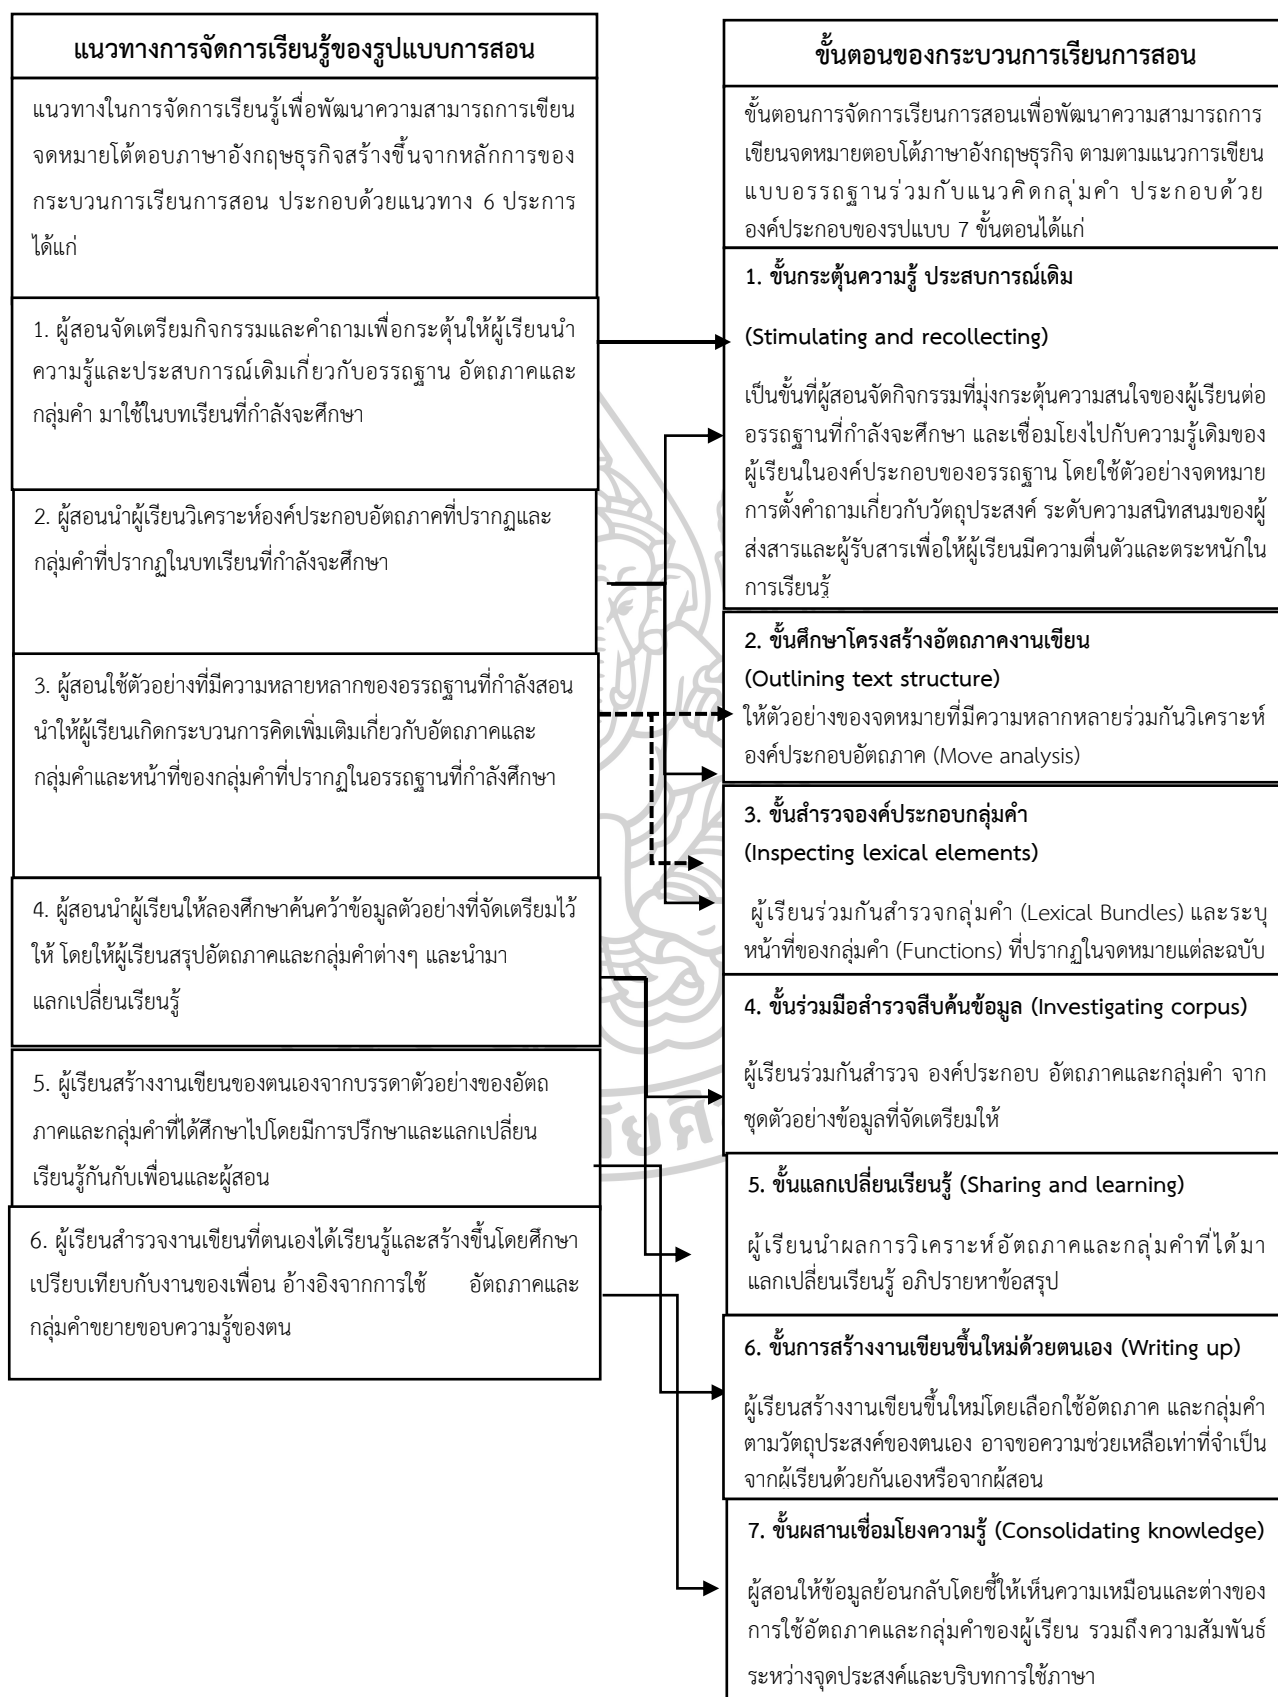 แนวทางการจัดการเรียนรู้ของรูปแบบการสอน
แนวทางในการจัดการเรียนรู้เพื่อพัฒนาความสามารถการเขียน
จดหมายโต้ตอบภาษาอังกฤษธุรกิจสร้างขึ้นจากหลักการของ
กระบวนการเรียนการสอน ประกอบด้วยแนวทาง 6 ประการ
ได้แก่
1. ผู้สอนจัดเตรียมกิจกรรมและคำถามเพื่อกระตุ้นให้ผู้เรียนนำ
ความรู้และประสบการณ์เดิมเกี่ยวกับอรรถฐาน อัตถภาคและ
กลุ่มคำ มาใช้ในบทเรียนที่กำลังจะศึกษา
2. ผู้สอนนำผู้เรียนวิเคราะห์องค์ประกอบอัตถภาคที่ปรากฏและ
กลุ่มคำที่ปรากฏในบทเรียนที่กำลังจะศึกษา
3. ผู้สอนใช้ตัวอย่างที่มีความหลายหลากของอรรถฐานที่กำลังสอน
นำให้ผู้เรียนเกิดกระบวนการคิดเพิ่มเติมเกี่ยวกับอัตถภาคและ
กลุ่มคำและหน้าที่ของกลุ่มคำที่ปรากฏในอรรถฐานที่กำลังศึกษา
4. ผู้สอนนำผู้เรียนให้ลองศึกษาค้นคว้าข้อมูลตัวอย่างที่จัดเตรียมไว้
ให้ โดยให้ผู้เรียนสรุปอัตถภาคและกลุ่มคำต่างๆ และนำมา
แลกเปลี่ยนเรียนรู้
5. ผู้เรียนสร้างงานเขียนของตนเองจากบรรดาตัวอย่างของอัตถ
ภาคและกลุ่มคำที่ได้ศึกษาไปโดยมีการปรึกษาและแลกเปลี่ยน
เรียนรู้กันกับเพื่อนและผู้สอน
6. ผู้เรียนสำรวจงานเขียนที่ตนเองได้เรียนรู้และสร้างขึ้นโดยศึกษา
เปรียบเทียบกับงานของเพื่อน อ้างอิงจากการใช้ อัตถภาคและ
กลุ่มคำขยายขอบความรู้ของตน
ขั้นตอนของกระบวนการเรียนการสอน
ขั้นตอนการจัดการเรียนการสอนเพื่อพัฒนาความสามารถการ
เขียนจดหมายตอบโต้ภาษาอังกฤษธุรกิจ ตามตามแนวการเขียน
แบบอรรถฐานร่วมกับแนวคิดกลุ่มคำ ประกอบด้วย
องค์ประกอบของรปแบบ 7 ขั้นตอนได้แก่
1. ขั้นกระตุ้นความรู้ ประสบการณ์เดิม
(Stimulating and recollecting)
เป็นขั้นที่ผู้สอนจัดกิจกรรมที่มุ่งกระตุ้นความสนใจของผู้เรียนต่อ
อรรถฐานที่กำลังจะศึกษา และเชื่อมโยงไปกับความรู้เดิมของ
ผู้เรียนในองค์ประกอบของอรรถฐาน โดยใช้ตัวอย่างจดหมาย
การตั้งคำถามเกี่ยวกับวัตถุประสงค์ ระดับความสนิทสนมของผู้
ส่งสารและผู้รับสารเพื่อให้ผู้เรียนมีความตื่นตัวและตระหนักใน
การเรียนรู้
2. ขั้นศึกษาโครงสร้างอัตถภาคงานเขียน
(Outlining text structure)
ให้ตัวอย่างของจดหมายที่มีความหลากหลายร่วมกันวิเคราะห์
องค์ประกอบอัตถภาค (Move analysis)
3. ขั้นสำรวจองค์ประกอบกลุ่มคำ
(Inspecting lexical elements)
ผู้เรียนร่วมกันสำรวจกลุ่มคำ (Lexical Bundles) และระบุ
หน้าที่ของกลุ่มคำ (Functions) ที่ปรากฏในจดหมายแต่ละฉบับ
4. ขั้นร่วมมือสำรวจสืบค้นข้อมูล (Investigating corpus)
ผู้เรียนร่วมกันสำรวจ องค์ประกอบ อัตถภาคและกลุ่มคำ จาก
ชุดตัวอย่างข้อมูลที่จัดเตรียมให้
5. ขั้นแลกเปลี่ยนเรียนรู้ (Sharing and learning)
ผู้เรียนนำผลการวิเคราะห์อัตถภาคและกลุ่มคำที่ได้มา
แลกเปลี่ยนเรียนรู้ อภิปรายหาข้อสรุป
6. ขั้นการสร้างงานเขียนขึ้นใหม่ด้วยตนเอง (Writing up)
ผู้เรียนสร้างงานเขียนขึ้นใหม่โดยเลือกใช้อัตถภาค และกลุ่มคำ
ตามวัตถุประสงค์ของตนเอง อาจขอความช่วยเหลือเท่าที่จำเป็น
จากผู้เรียนด้วยกันเองหรือจากผู้สอน
7. ขั้นผสานเชื่อมโยงความรู้ (Consolidating knowledge)
ผู้สอนให้ข้อมูลย้อนกลับโดยชี้ให้เห็นความเหมือนและต่างของ
การใช้อัตถภาคและกลุ่มคำของผู้เรียน รวมถึงความสัมพันธ์
ระหว่างจุดประสงค์และบริบทการใช้ภาษา